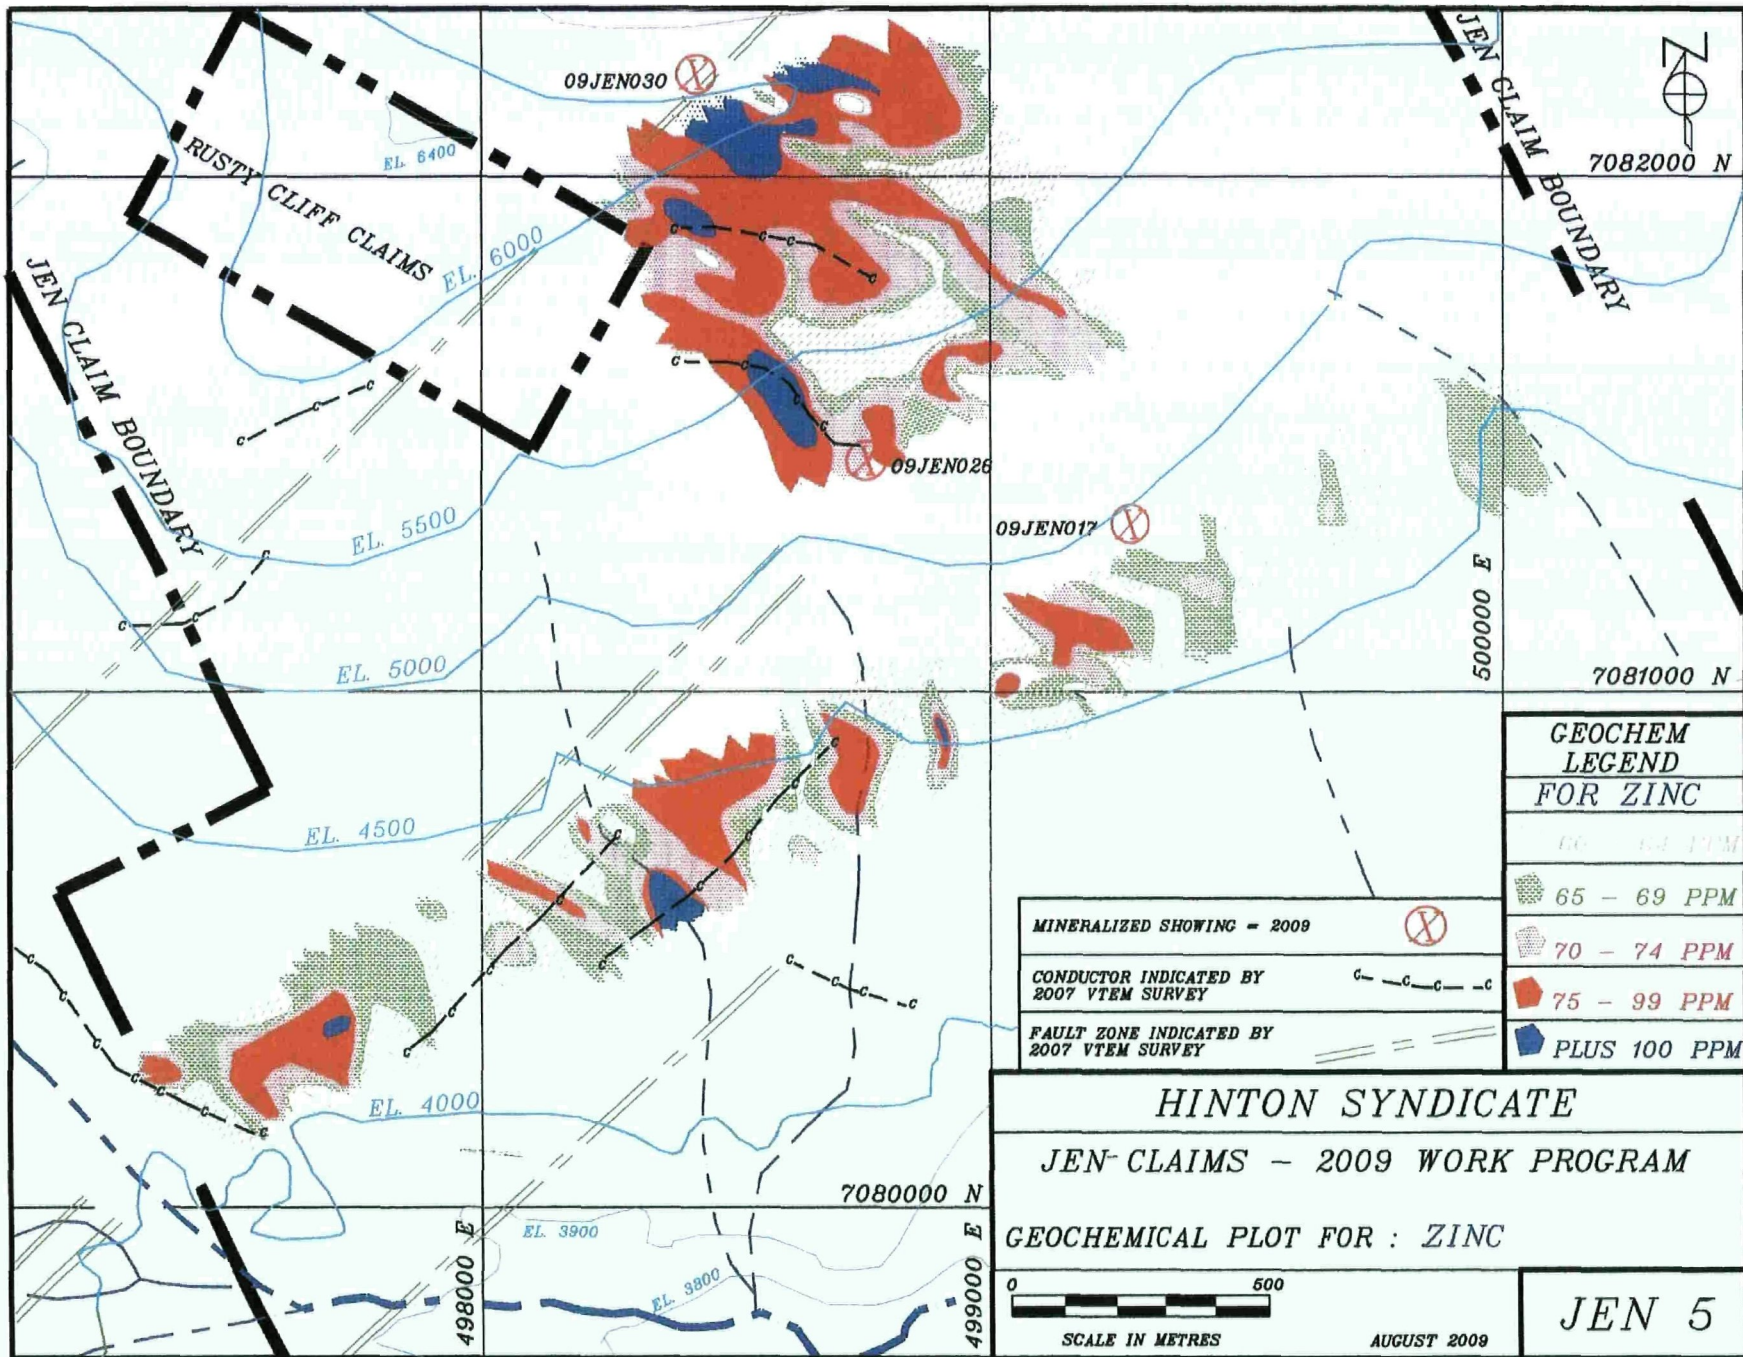 09JEN030
EL. 6400
RUSTY CLIFF CLAIMS
EL. 6000
JEN CLAIM BOUNDARY
JEN CLAIM BOUNDARY
7082000 N
09JEN026
EL. 5500
09JEN017
EL. 5000
500000 E
7081000 N
EL. 4500
EL. 4000
7080000 N
EL. 3900
EL. 3800
498000 E
499000 E
GEOCHEM
LEGEND
FOR ZINC
PPM
65 - 69 PPM
70 - 74 PPM
75 - 99 PPM
PLUS 100 PPM
MINERALIZED SHOWING = 2009
CONDUCTOR INDICATED BY
2007 VTEM SURVEY
FAULT ZONE INDICATED BY
2007 VTEM SURVEY
HINTON SYNDICATE
JEN CLAIMS - 2009 WORK PROGRAM
GEOCHEMICAL PLOT FOR : ZINC
0 500
SCALE IN METRES
AUGUST 2009
JEN 5